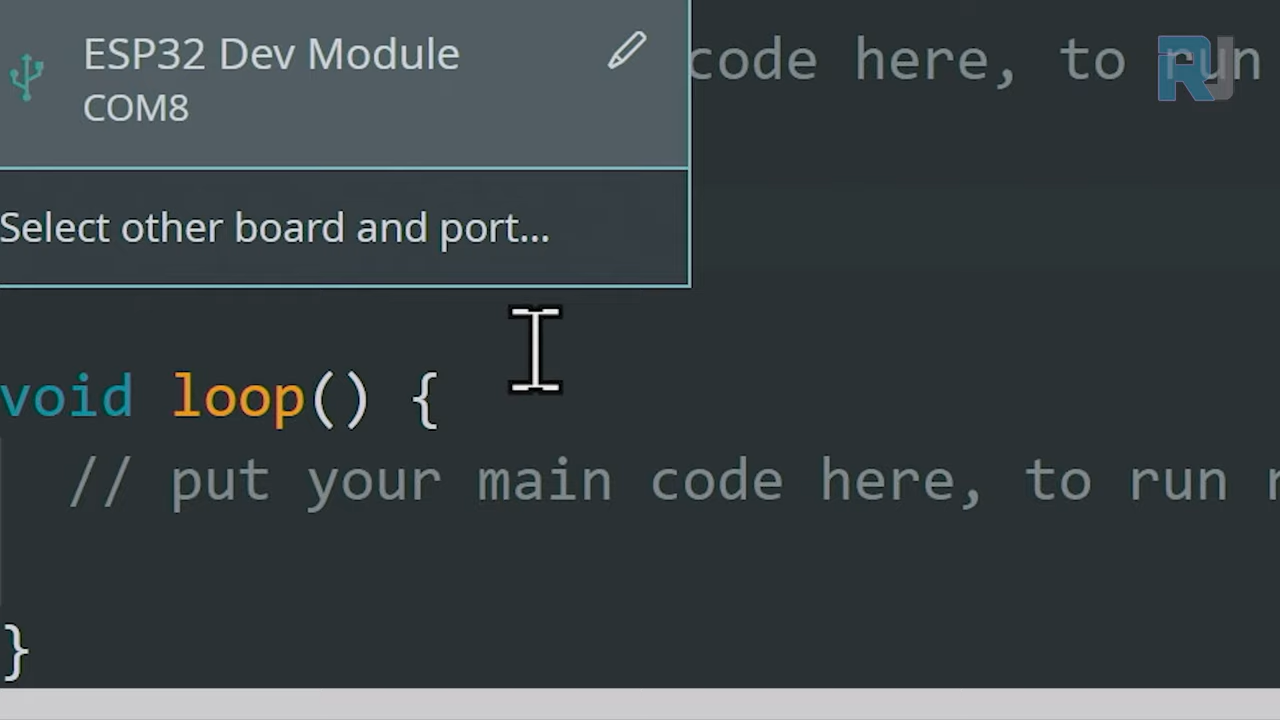 ESP32 Dev Module
code here, to run
RJ
COM8
Select other board and port...
void loop() {
// put your main code here, to run
}